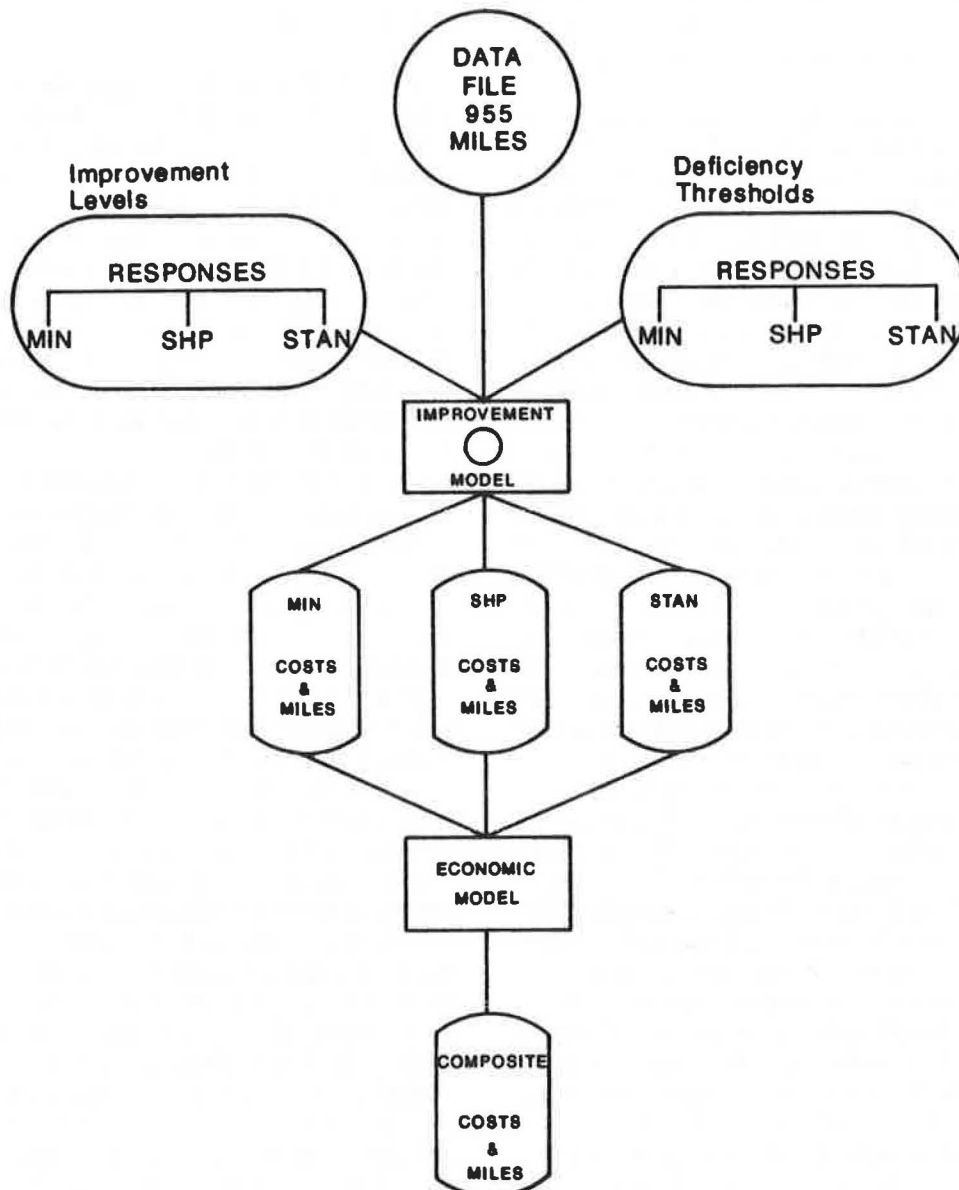 DATA
FILE
955
MILES
Improvement
Levels
RESPONSES
MIN SHP STAN
Deficiency
Thresholds
RESPONSES
MIN SHP STAN
IMPROVEMENT
MODEL
MIN
COSTS
&
MILES
SHP
COSTS
&
MILES
STAN
COSTS
&
MILES
ECONOMIC
MODEL
COMPOSITE
COSTS
&
MILES